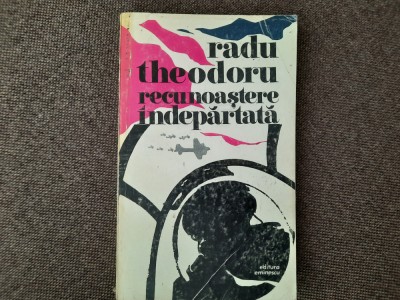 radu
theodoru
recunoaștere
îndepărtată
editura
eminescu